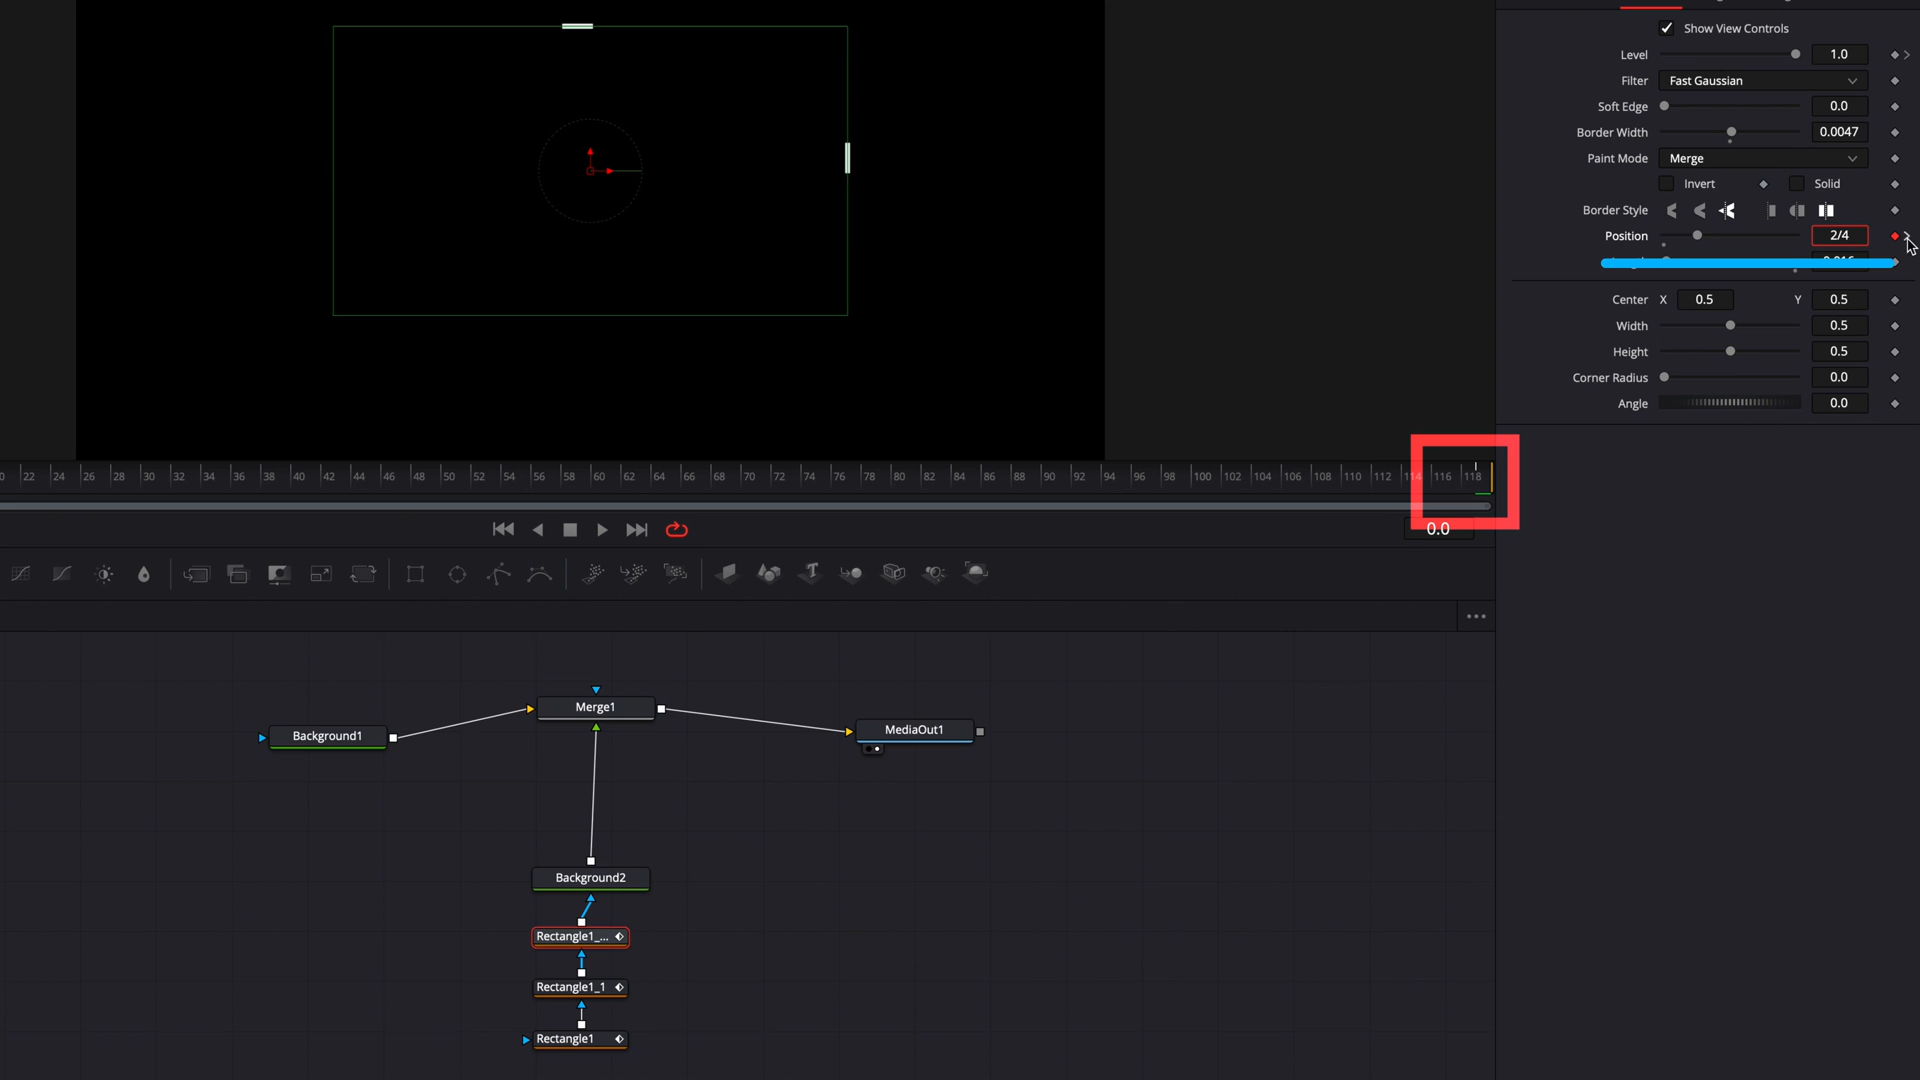 Show View Controls
Level 1.0
Filter Fast Gaussian
Soft Edge 0.0
Border Width 0.0047
Paint Mode Merge
Invert Solid
Border Style
Position 2/4
Center X 0.5 Y 0.5
Width 0.5
Height 0.5
Corner Radius 0.0
Angle 0.0
0 22 24 26 28 30 32 34 36 38 40 42 44 46 48 50 52 54 56 58 60 62 64 66 68 70 72 74 76 78 80 82 84 86 88 90 92 94 96 98 100 102 104 106 108 110 112 114 116 118
0.0
Merge1
Background1
MediaOut1
Background2
Rectangle1_...
Rectangle1_1
Rectangle1